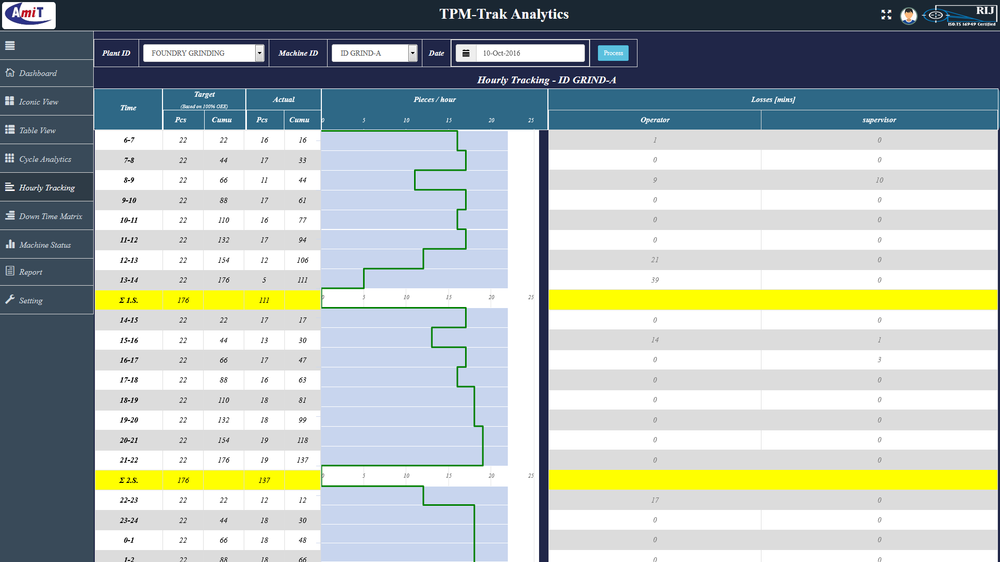 AmiT
TPM-Trak Analytics
RIJ
ISO:TS 16949 Certified
Plant ID FOUNDRY GRINDING Machine ID ID GRIND-A Date 10-Oct-2016 Process
Dashboard
Iconic View
Table View
Cycle Analytics
Hourly Tracking
Down Time Matrix
Machine Status
Report
Setting
Hourly Tracking - ID GRIND-A
Time Target Actual Pieces / hour Losses [mins]
(Based on 100% OEE)
Pcs Cumu Pcs Cumu 0 5 10 15 20 25 Operator supervisor
6-7 22 22 16 16 1 0
7-8 22 44 17 33 0 0
8-9 22 66 11 44 9 10
9-10 22 88 17 61 0 0
10-11 22 110 16 77 0 0
11-12 22 132 17 94 0 0
12-13 22 154 12 106 21 0
13-14 22 176 5 111 39 0
Σ 1.S. 176 111 0 5 10 15 20 25
14-15 22 22 17 17 0 0
15-16 22 44 13 30 14 1
16-17 22 66 17 47 0 3
17-18 22 88 16 63 0 0
18-19 22 110 18 81 0 0
19-20 22 132 18 99 0 0
20-21 22 154 19 118 0 0
21-22 22 176 19 137 0 0
Σ 2.S. 176 137 0 5 10 15 20 25
22-23 22 22 12 12 17 0
23-24 22 44 18 30 0 0
0-1 22 66 18 48 0 0
1-2 22 88 18 66 0 0